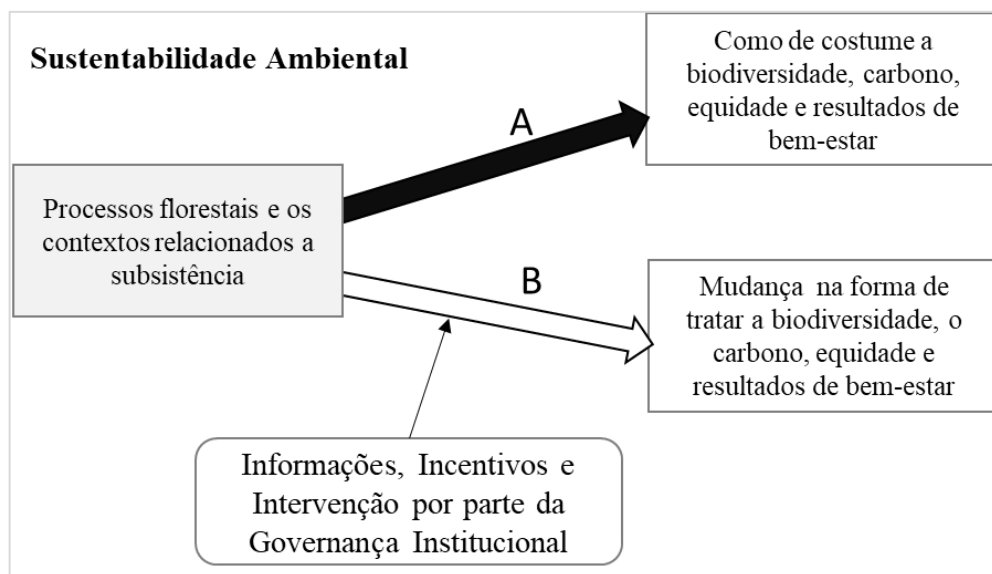 Sustentabilidade Ambiental
Como de costume a
biodiversidade, carbono,
equidade e resultados de
bem-estar
A
Processos florestais e os
contextos relacionados a
subsistência
B
Mudança na forma de
tratar a biodiversidade, o
carbono, equidade e
resultados de bem-estar
Informações, Incentivos e
Intervenção por parte da
Governança Institucional